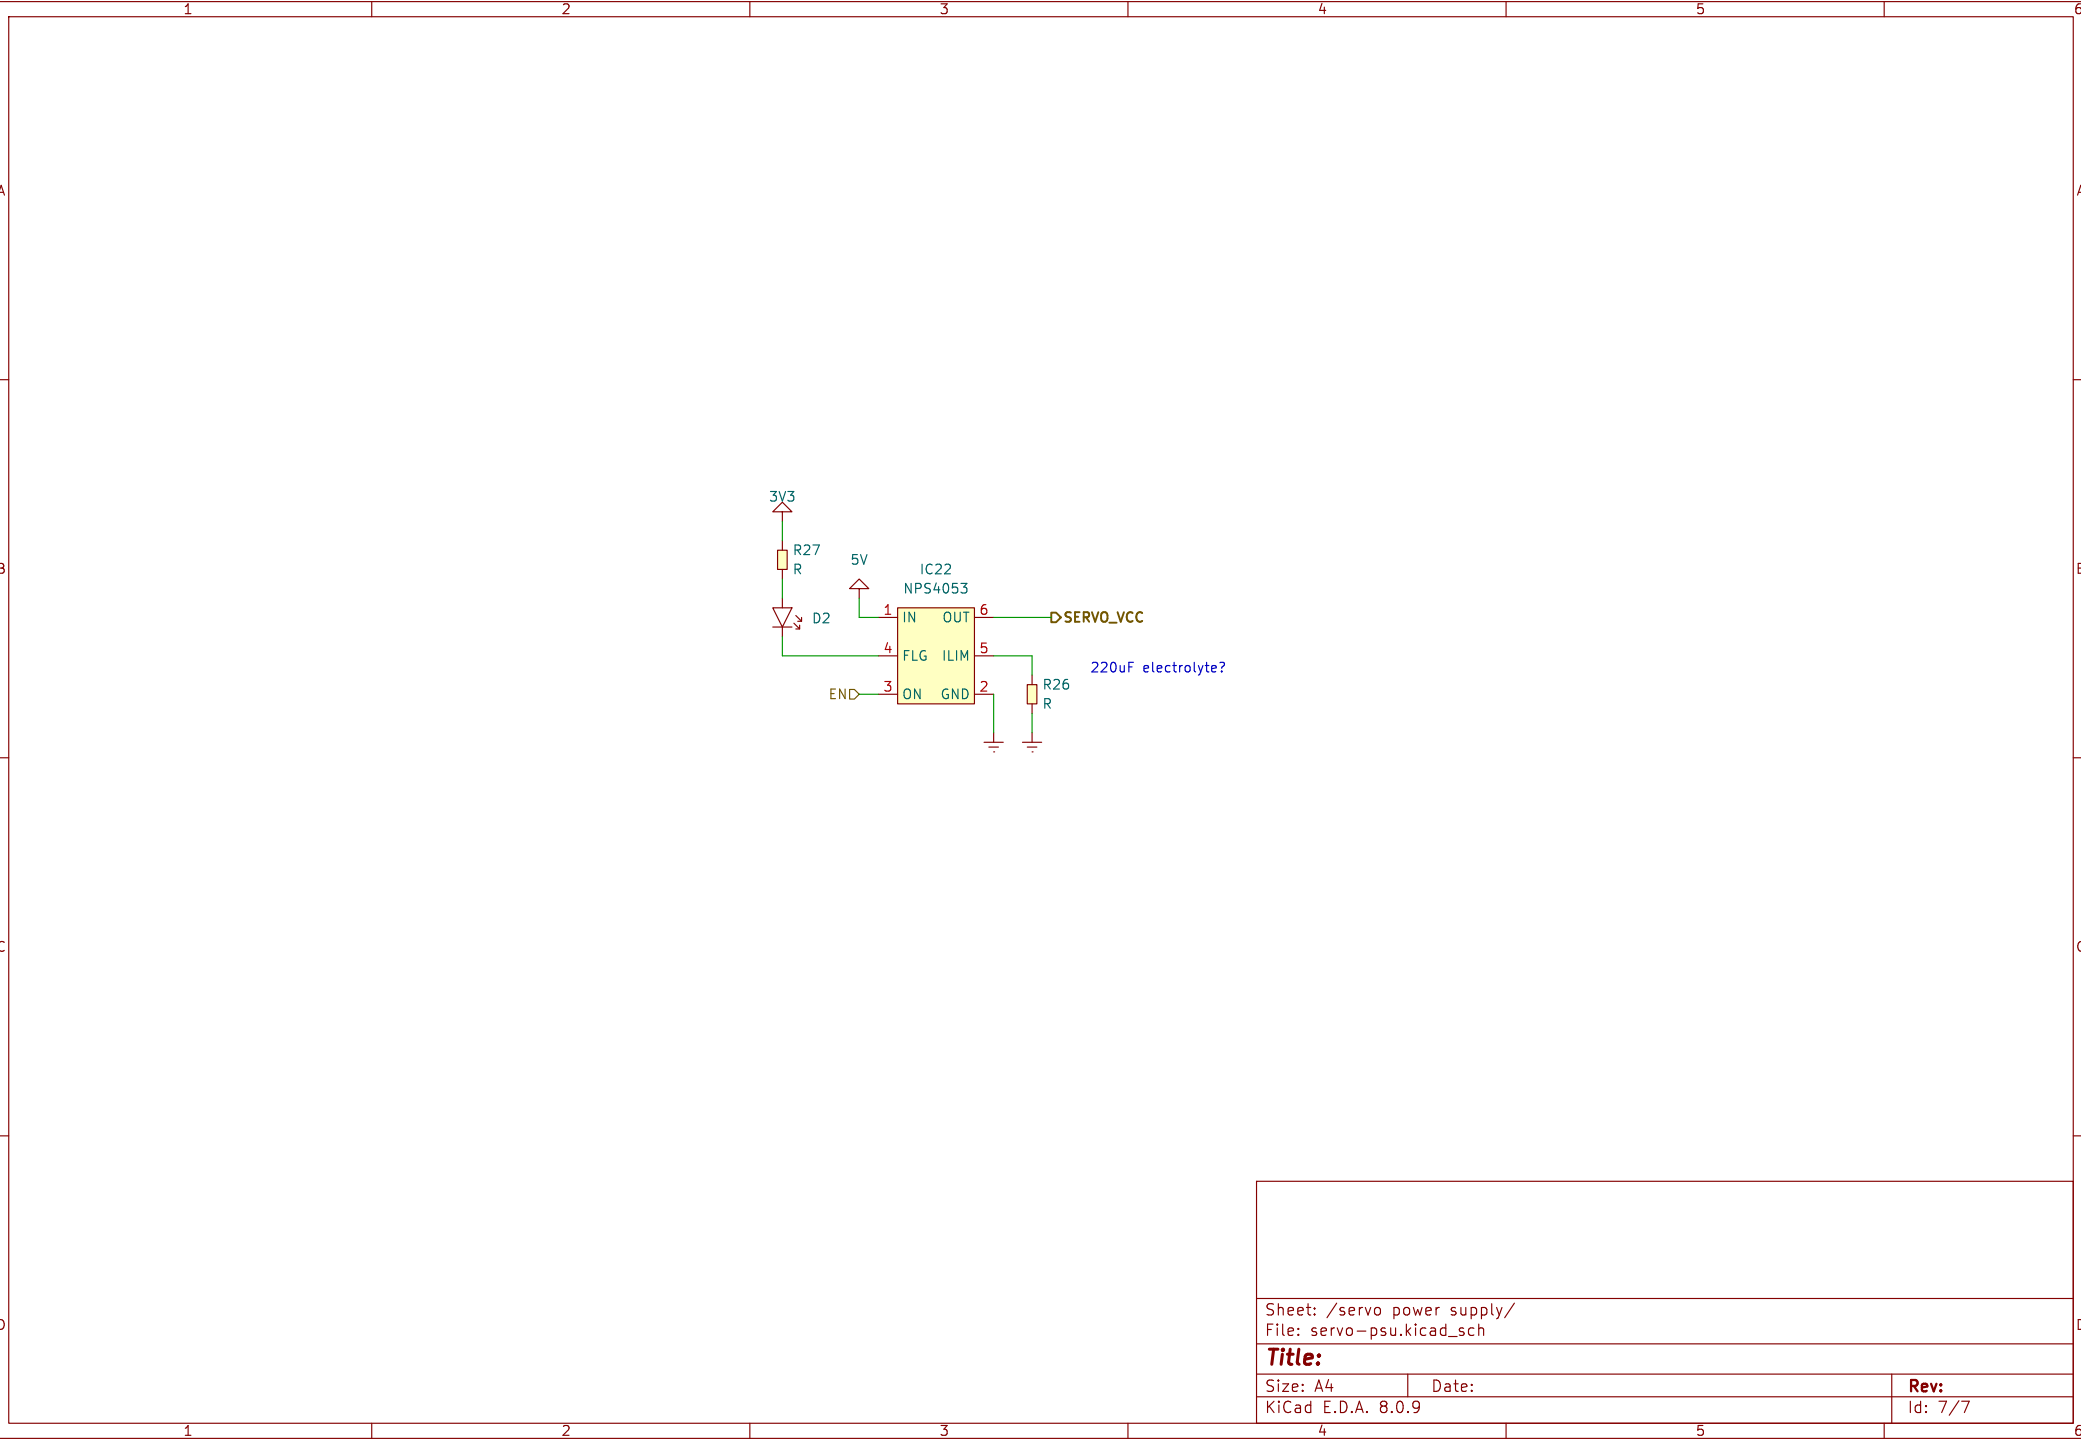 1 2 3 4 5 6
A A
3V3
R27
R
5V
IC22
NPS4053
B
D2
1 IN OUT 6
SERVO_VCC
4 FLG ILIM 5
220uF electrolyte?
EN
3 ON GND 2
R26
R
C
D
Sheet: /servo power supply/
File: servo-psu.kicad_sch
Title:
Size: A4 Date: Rev:
KiCad E.D.A. 8.0.9 Id: 7/7
1 2 3 4 5 6